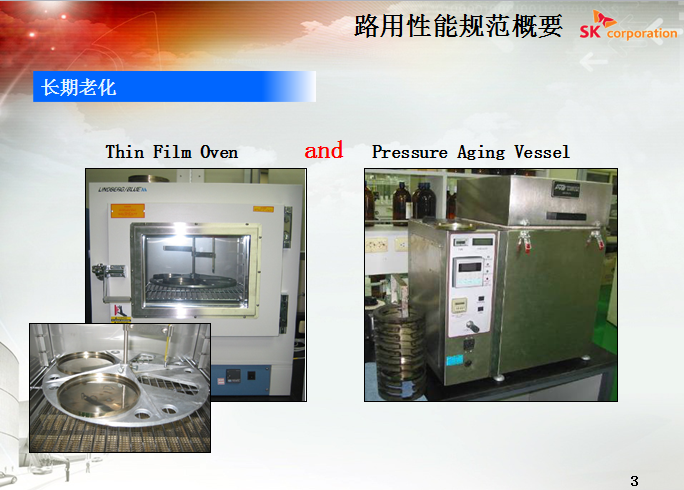 路用性能规范概要
SK corporation
长期老化
Thin Film Oven and Pressure Aging Vessel
LINDBERG/BLUE M
3